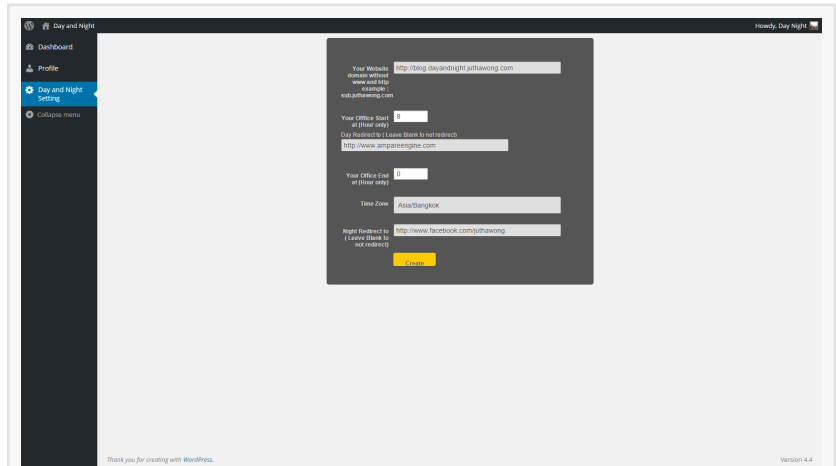 Day and Night
Howdy, Day Night
Dashboard
Profile
Day and Night
Setting
Collapse menu
Your Website
domain without
www and http
example :
sub.juthawong.com
http://blog.dayandnight.juthawong.com
Your Offfice Start
at (Hour only)
8
Day Redirect to ( Leave Blank to not redirect)
http://www.ampareengine.com
Your Office End
at (Hour only)
0
Time Zone
Asia/Bangkok
Night Redirect to
( Leave Blank to
not redirect)
http://www.facebook.com/juthawong
Create
Thank you for creating with WordPress.
Version 4.4